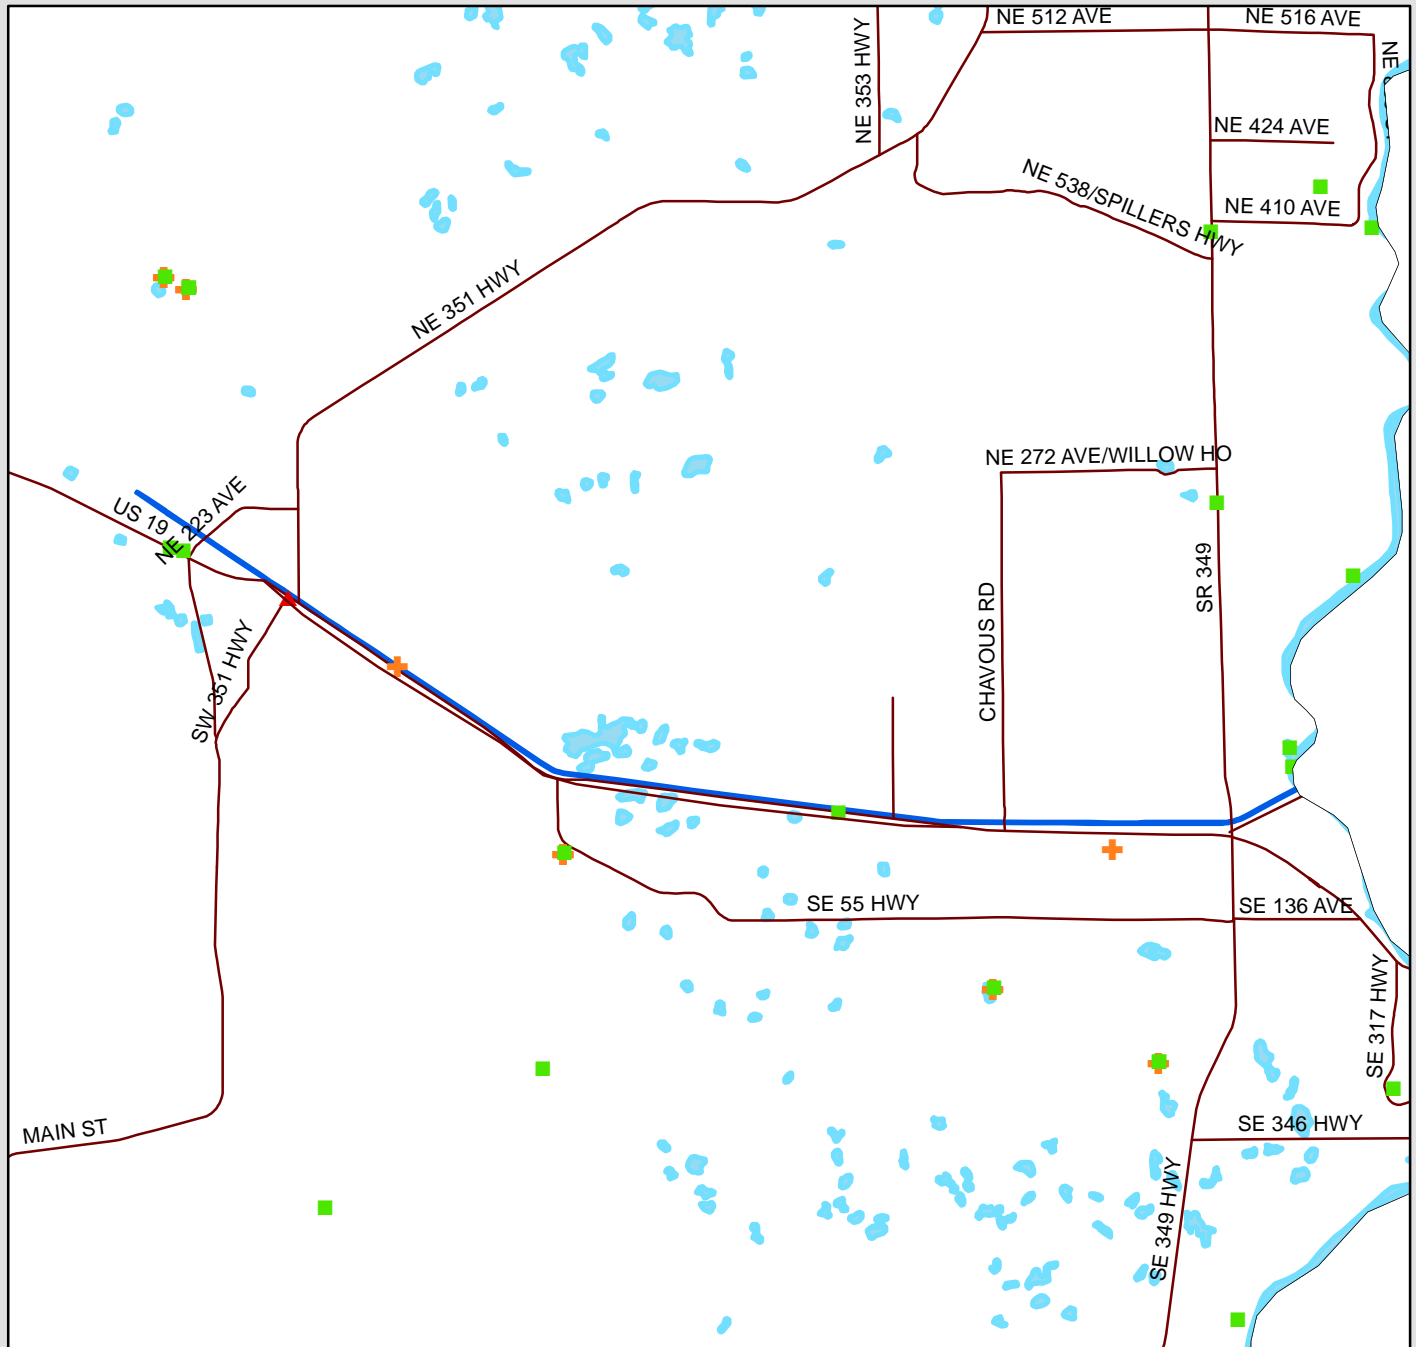 NE 512 AVE
NE 516 AVE
NE 353 HWY
NE
NE 424 AVE
NE 538/SPILLERS HWY
NE 410 AVE
NE 351 HWY
NE 272 AVE/WILLOW HO
US 19
NE 223 AVE
SR 349
CHAVOUS RD
SW 351 HWY
SE 55 HWY
SE 136 AVE
SE 317 HWY
MAIN ST
SE 346 HWY
SE 349 HWY